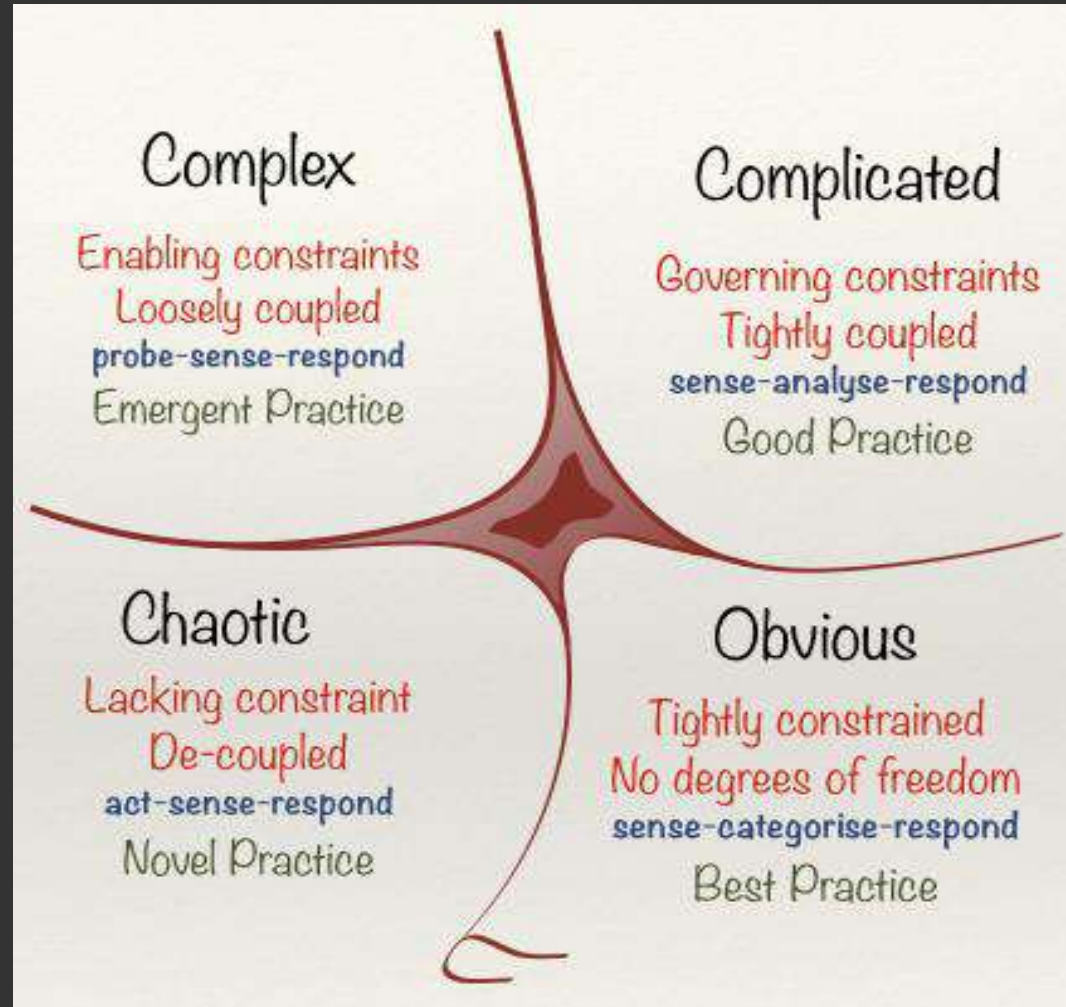 Complex
Enabling constraints
Loosely coupled
probe-sense-respond
Emergent Practice
Complicated
Governing constraints
Tightly coupled
sense-analyse-respond
Good Practice
Chaotic
Lacking constraint
De-coupled
act-sense-respond
Novel Practice
Obvious
Tightly constrained
No degrees of freedom
sense-categorise-respond
Best Practice